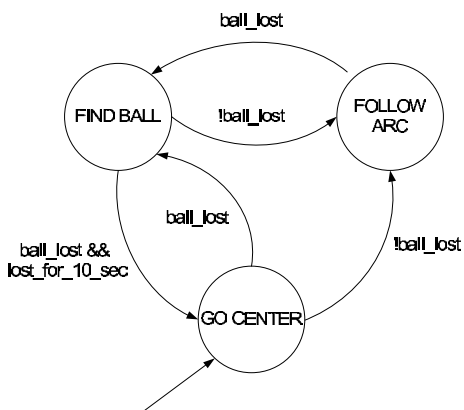 ball_lost
FIND BALL
!ball_lost
FOLLOW
ARC
ball_lost
ball_lost &&
lost_for_10_sec
!ball_lost
GO CENTER